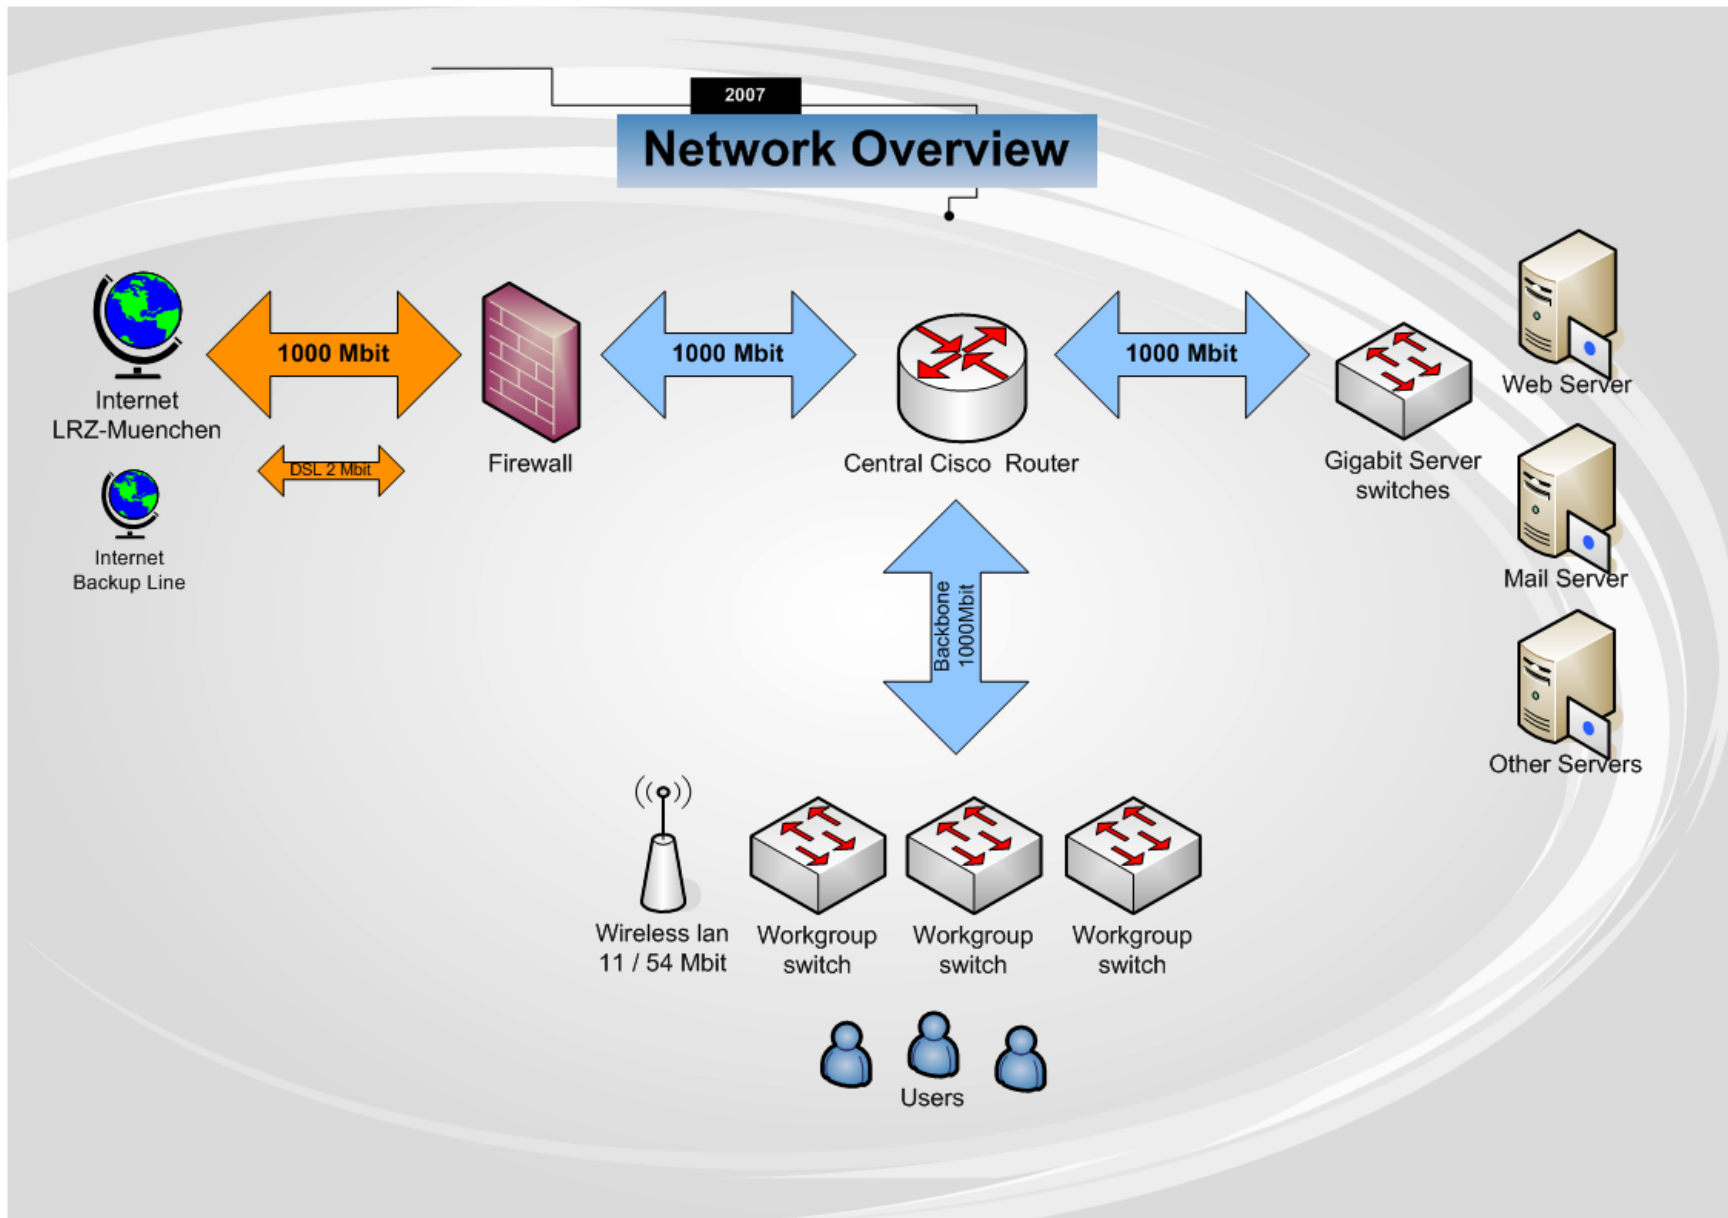 2007
Network Overview
1000 Mbit
1000 Mbit
1000 Mbit
Internet
LRZ-Muenchen
Firewall
Central Cisco  Router
Gigabit Server
switches
Web Server
DSL 2 Mbit
Internet
Backup Line
Mail Server
Backbone
1000Mbit
Other Servers
Wireless lan
11 / 54 Mbit
Workgroup
switch
Workgroup
switch
Workgroup
switch
Users